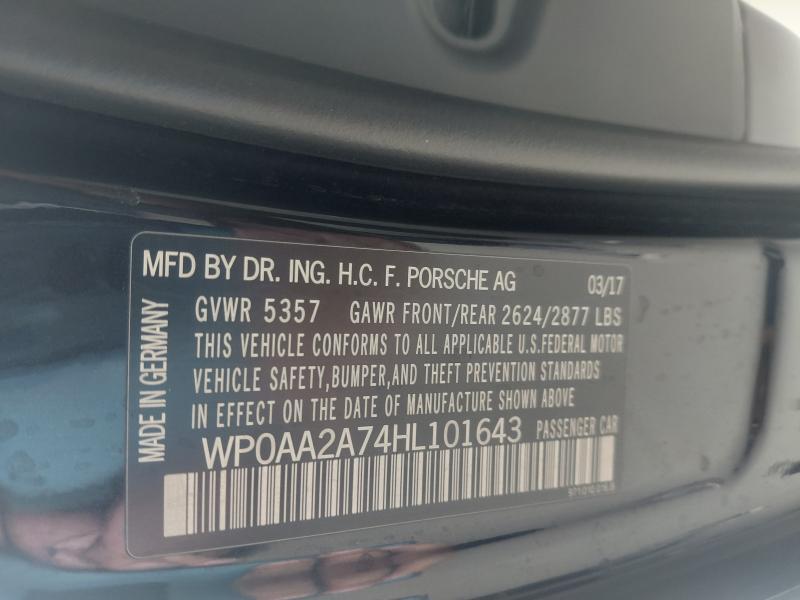 MFD BY DR. ING. H.C. F. PORSCHE AG 03/17
GVWR 5357 GAWR FRONT/REAR 2624/2877 LBS
THIS VEHICLE CONFORMS TO ALL APPLICABLE U.S.FEDERAL MOTOR
VEHICLE SAFETY,BUMPER,AND THEFT PREVENTION STANDARDS
IN EFFECT ON THE DATE OF MANUFACTURE SHOWN ABOVE
WP0AA2A74HL101643 PASSENGER CAR
MADE IN GERMANY